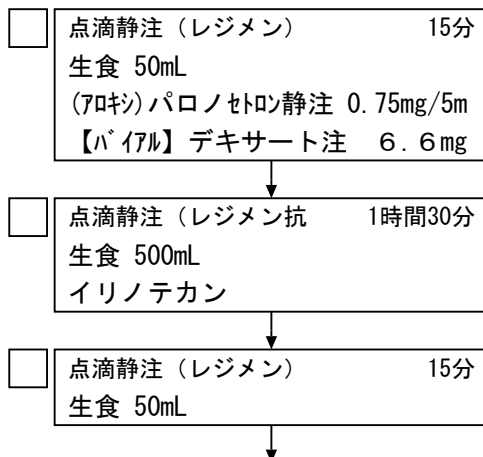 点滴静注（レジメン） 15分
生食 50mL
(ｱﾛｷｼ)パロノｾﾄﾛﾝ静注 0.75mg/5m
【ﾊﾞｲｱﾙ】デキサート注 ６.６mg
点滴静注（レジメン抗 1時間30分
生食 500mL
イリノテカン
点滴静注（レジメン） 15分
生食 50mL